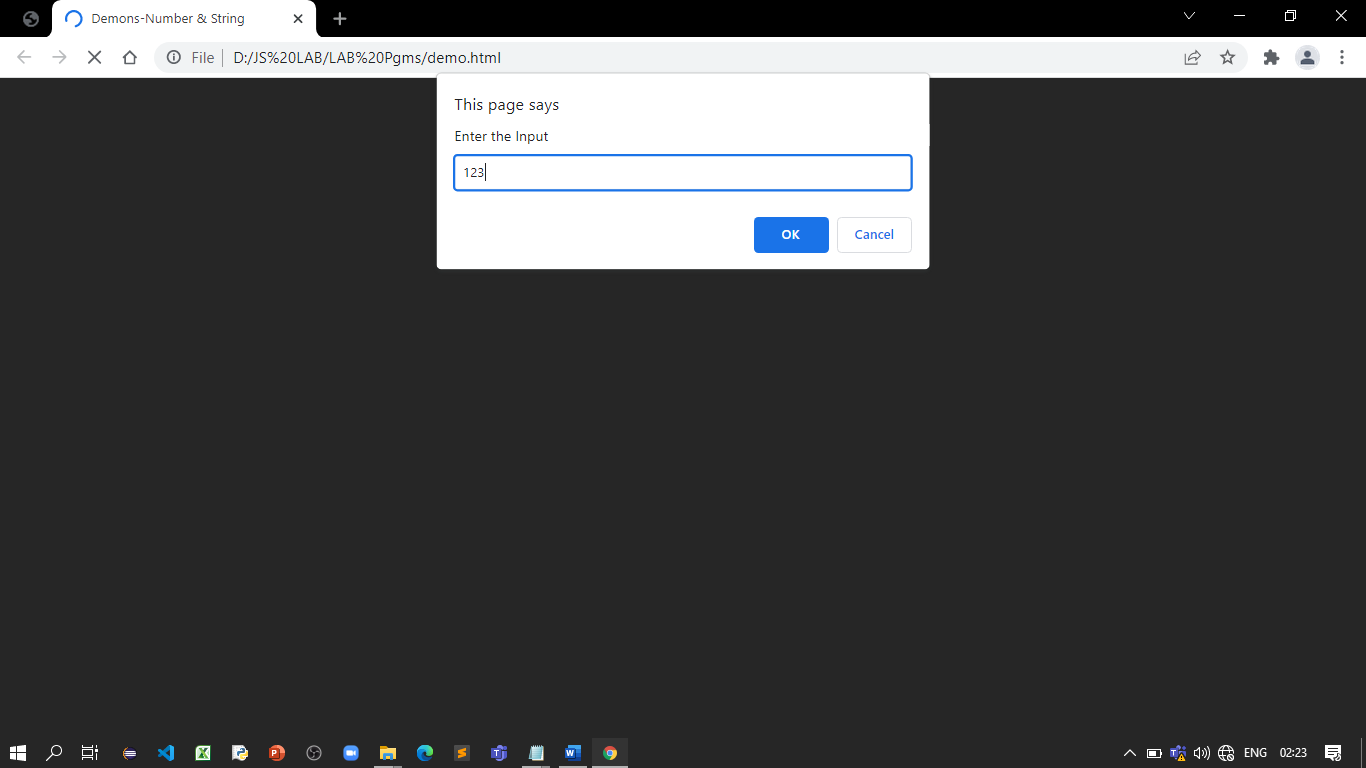 Demons-Number & String
File D:/JS%20LAB/LAB%20Pgms/demo.html
This page says
Enter the Input
123
OK Cancel
ENG 02:23